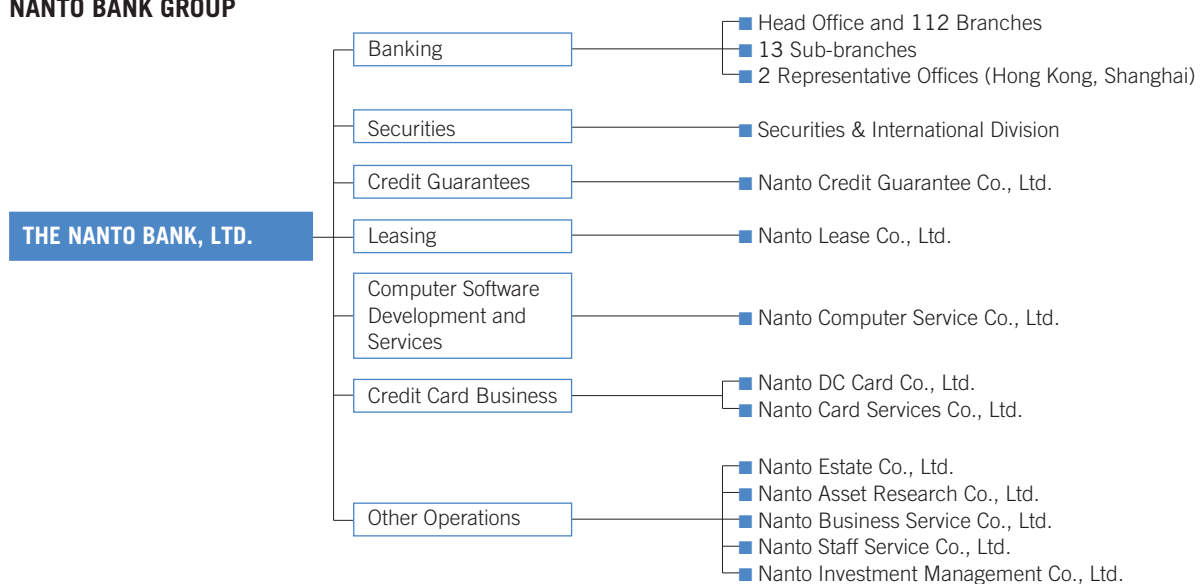 NANTO BANK GROUP
THE NANTO BANK, LTD.
Banking
Head Office and 112 Branches
13 Sub-branches
2 Representative Offices (Hong Kong, Shanghai)
Securities
Securities & International Division
Credit Guarantees
Nanto Credit Guarantee Co., Ltd.
Leasing
Nanto Lease Co., Ltd.
Computer Software
Development and
Services
Nanto Computer Service Co., Ltd.
Credit Card Business
Nanto DC Card Co., Ltd.
Nanto Card Services Co., Ltd.
Other Operations
Nanto Estate Co., Ltd.
Nanto Asset Research Co., Ltd.
Nanto Business Service Co., Ltd.
Nanto Staff Service Co., Ltd.
Nanto Investment Management Co., Ltd.